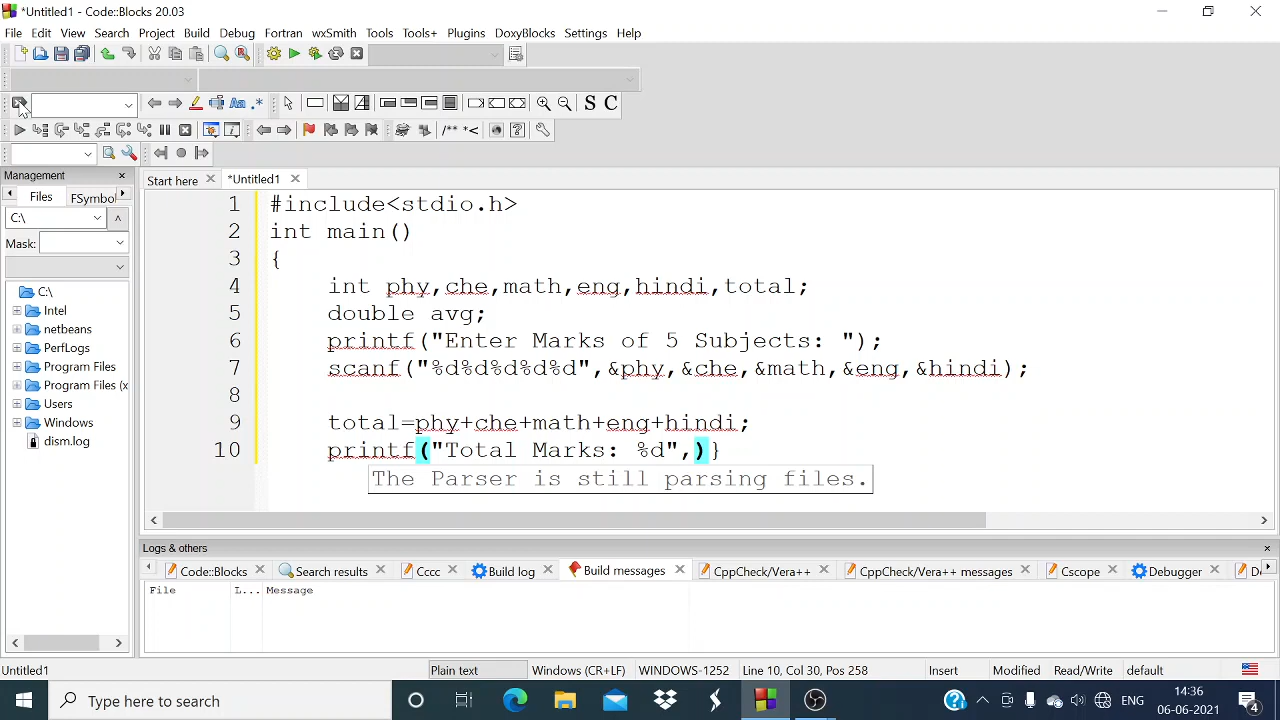 *Untitled1 - Code::Blocks 20.03
File Edit View Search Project Build Debug Fortran wxSmith Tools Tools+ Plugins DoxyBlocks Settings Help
S C
/** *<
Management
Files FSymbo
C:\
Mask:
C:\
Intel
netbeans
PerfLogs
Program Files
Program Files (x
Users
Windows
dism.log
Start here *Untitled1
1 #include<stdio.h>
2 int main()
3 {
4 int phy,che,math,eng,hindi,total;
5 double avg;
6 printf("Enter Marks of 5 Subjects: ");
7 scanf("%d%d%d%d%d",&phy,&che,&math,&eng,&hindi);
8
9 total=phy+che+math+eng+hindi;
10 printf("Total Marks: %d",)}
The Parser is still parsing files.
Logs & others
Code::Blocks Search results Cccc Build log Build messages CppCheck/Vera++ CppCheck/Vera++ messages Cscope Debugger
File L... Message
Untitled1 Plain text Windows (CR+LF) WINDOWS-1252 Line 10, Col 30, Pos 258 Insert Modified Read/Write default
Type here to search
ENG
14:36
06-06-2021
4